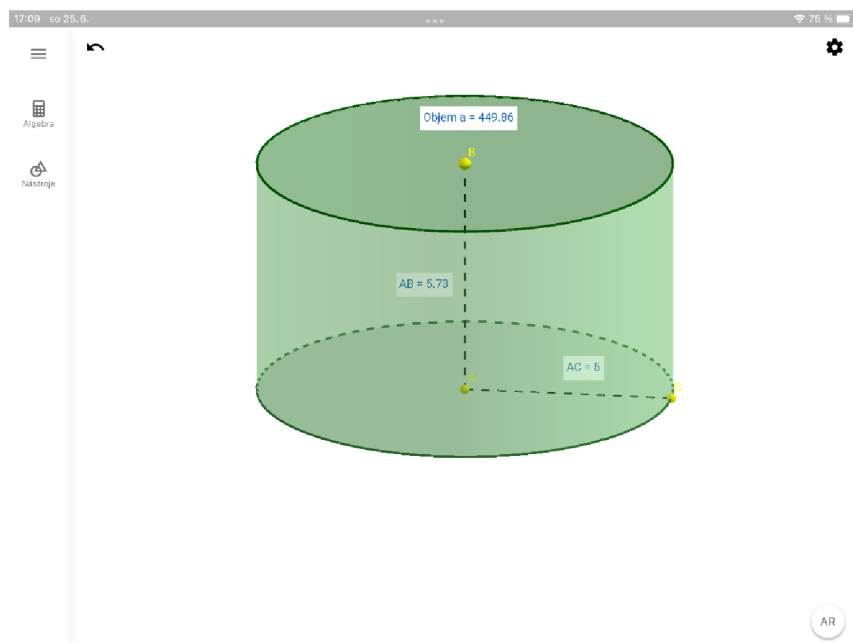 17:09 so 25. 6.
75 %
Algebra
Nástroje
Objem a = 449.86
B
AB = 5.73
AC = 5
C
AR